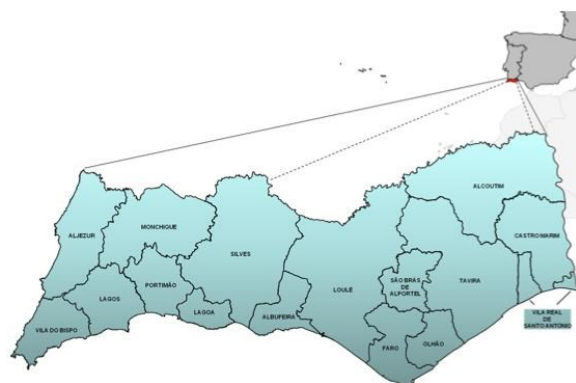 ALCOUTIM
MONCHIQUE
ALJEZUR
CASTRO MARIM
SILVES
SÃO BRÁS
DE
ALPORTEL
TAVIRA
PORTIMÃO
LOULÉ
LAGOS
LAGOA
ALBUFEIRA
VILA DO BISPO
VILA REAL
DE
SANTO ANTONIO
FARO
OLHÃO